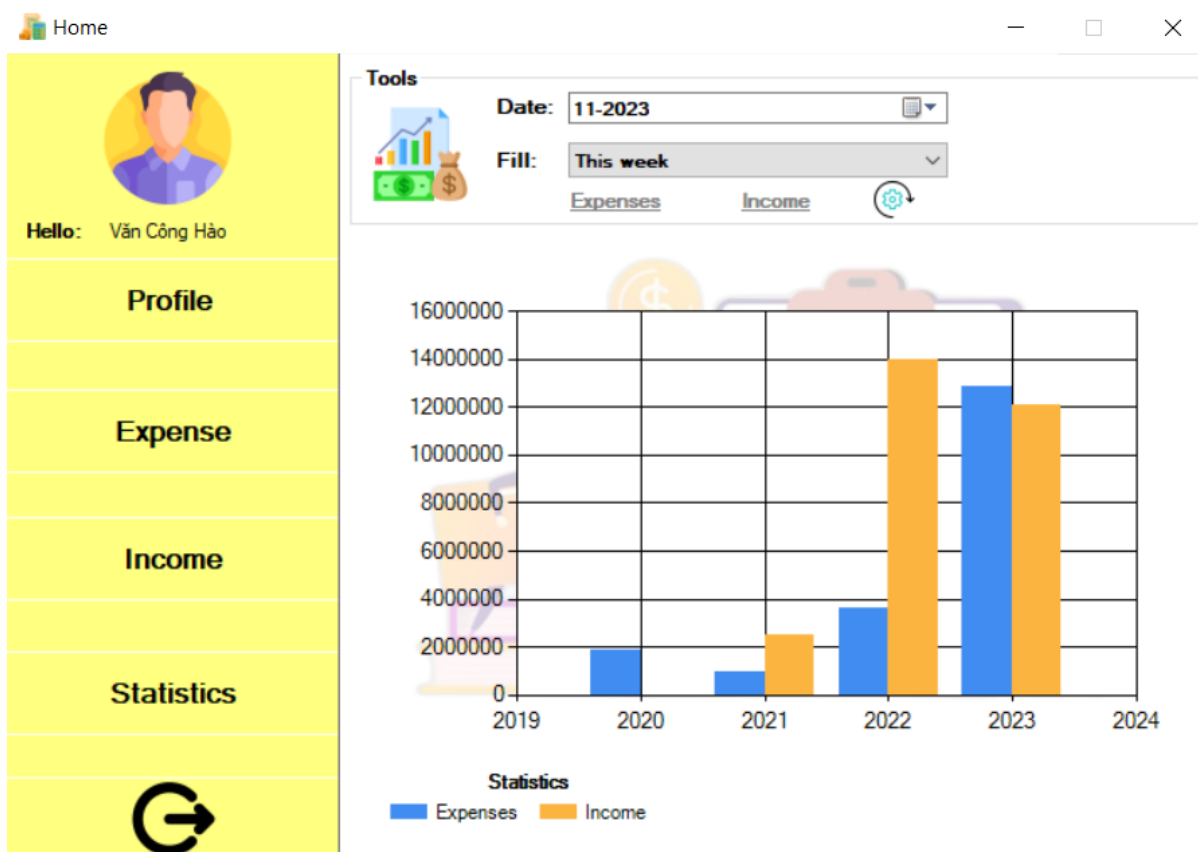 Home
Hello: Văn Công Hào
Profile
Expense
Income
Statistics
Tools
Date: 11-2023
Fill: This week
Expenses Income
16000000
14000000
12000000
10000000
8000000
6000000
4000000
2000000
0
2019 2020 2021 2022 2023 2024
Statistics
Expenses Income